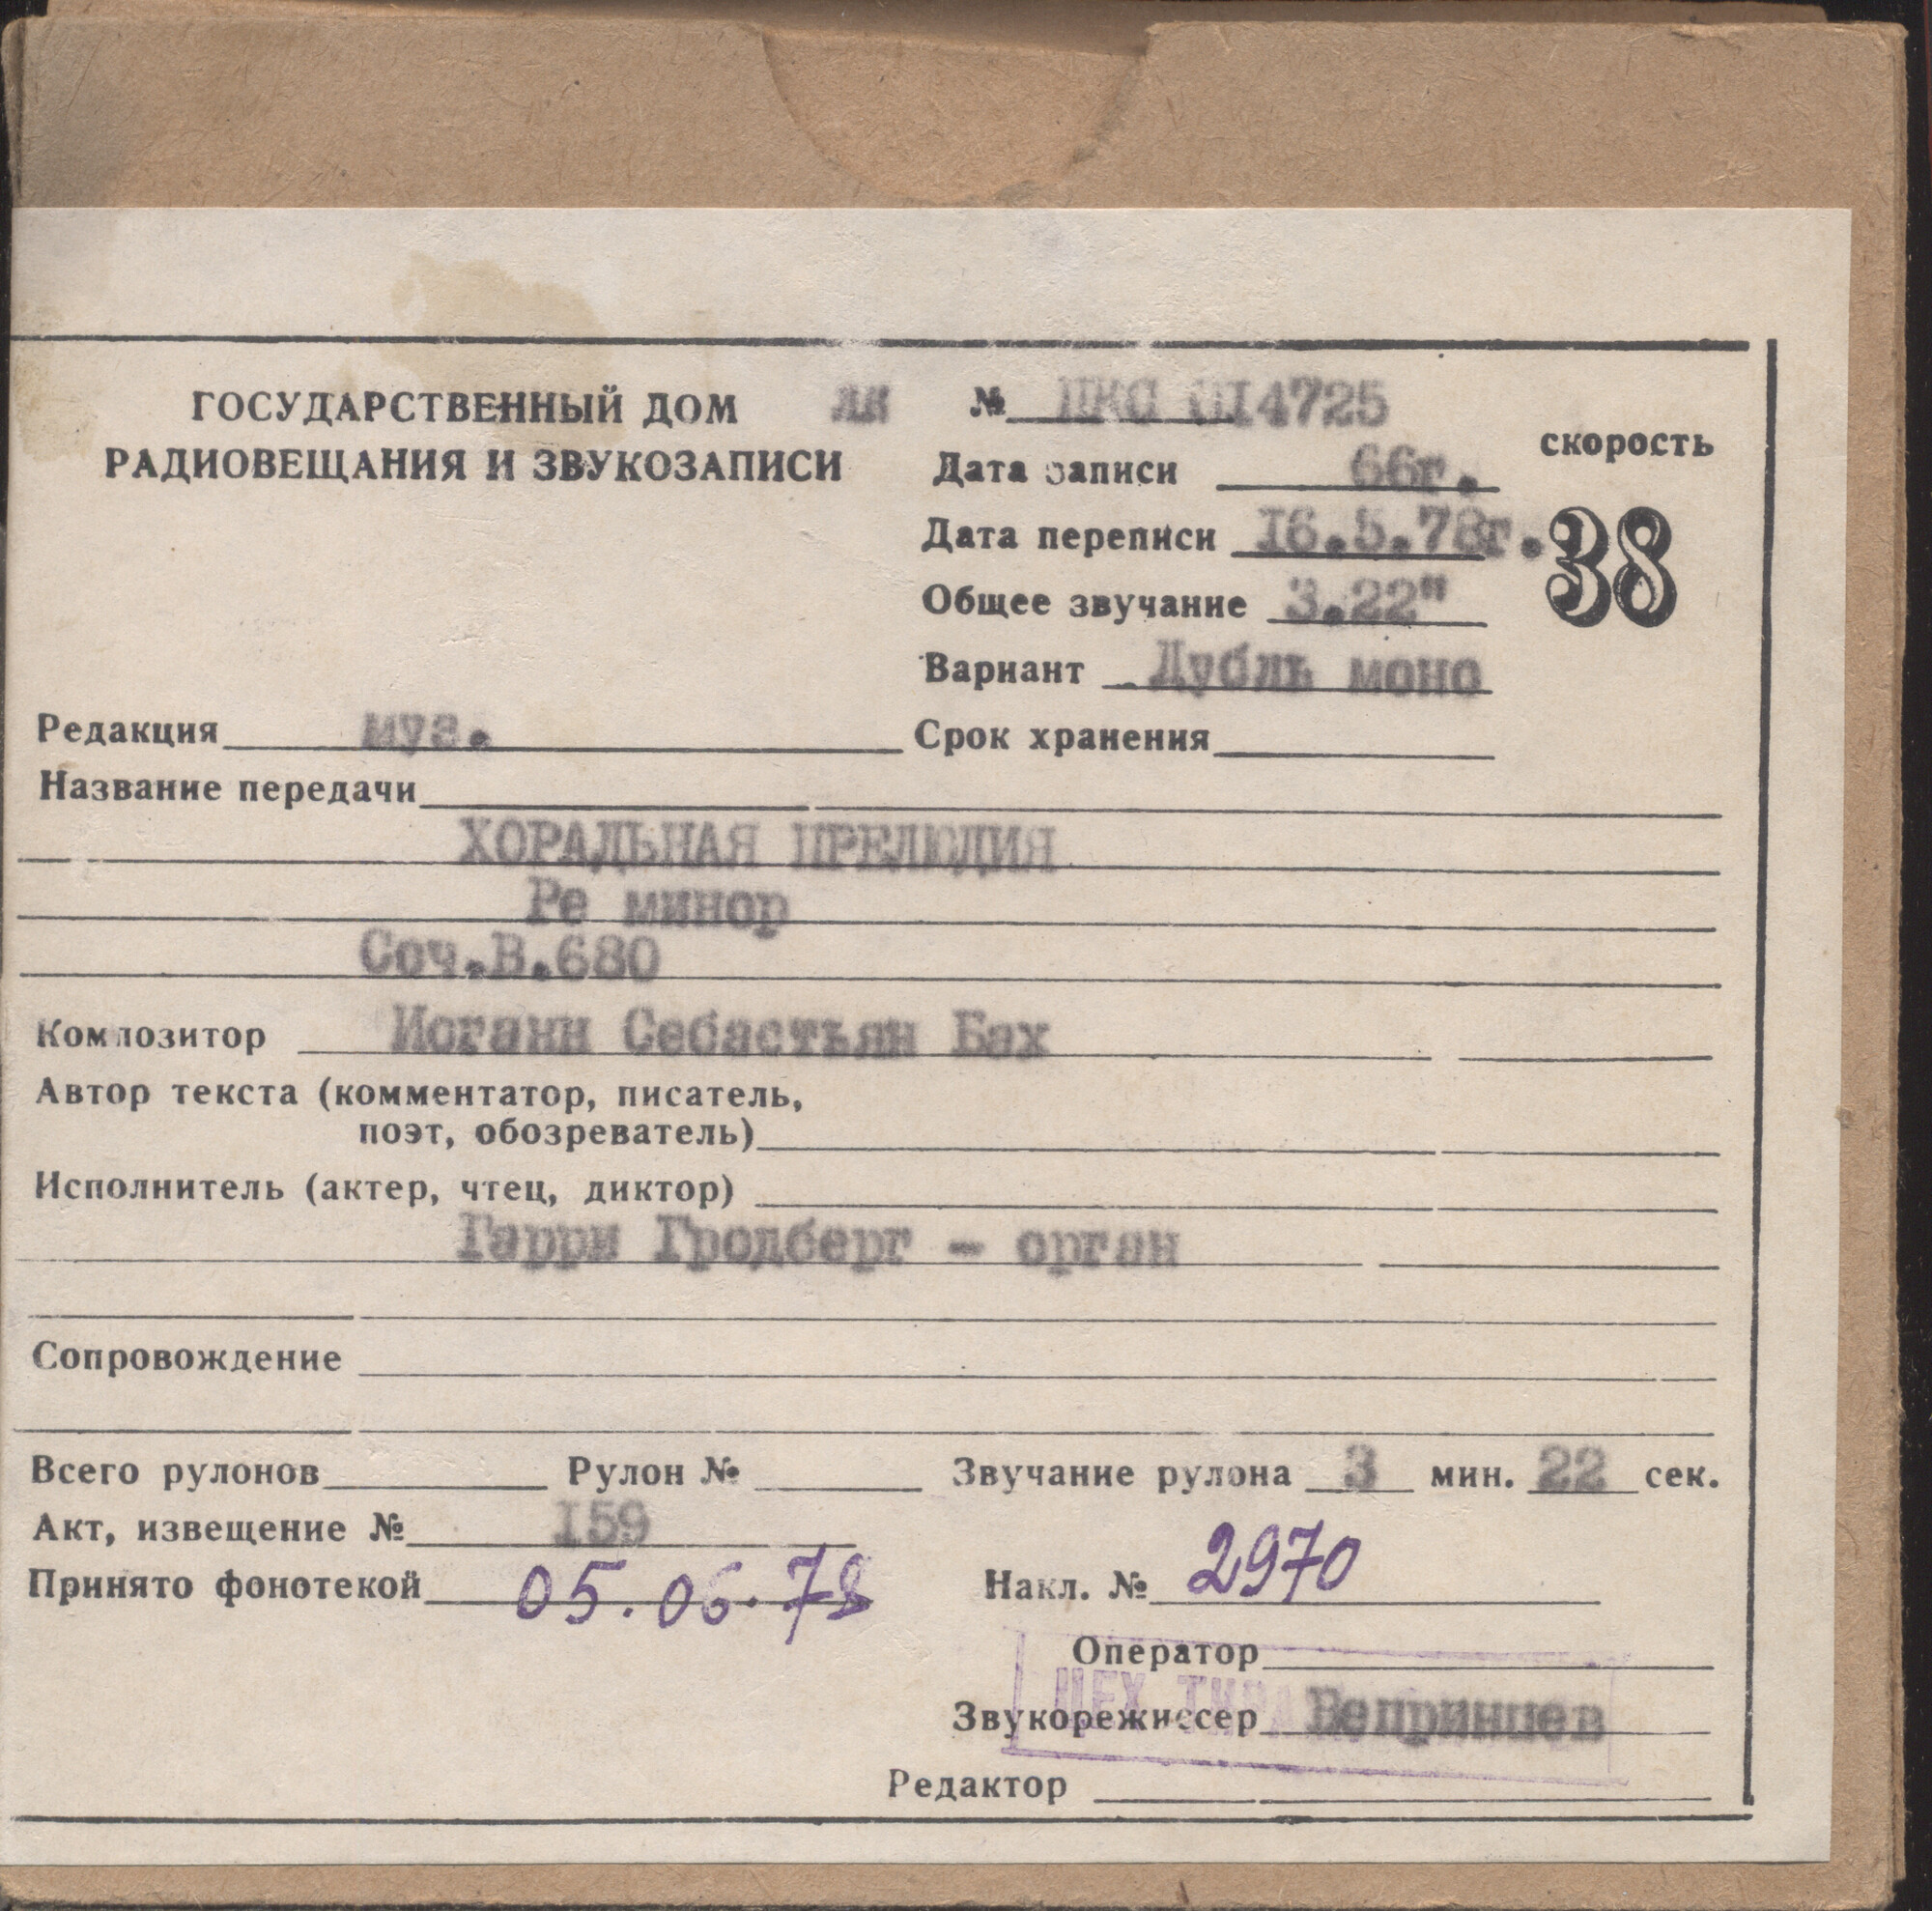 ГОСУДАРСТВЕННЫЙ ДОМ
РАДИОВЕЩАНИЯ И ЗВУКОЗАПИСИ
ЛК № ЦКС 014725
скорость
38
Дата записи 66г.
Дата переписи 16.5.78г.
Общее звучание 3.22"
Вариант Дубль моно
Редакция муз. Срок хранения
Название передачи
ХОРАЛЬНАЯ ПРЕЛЮДИЯ
Ре минор
Соч.В.680
Композитор Иоганн Себастьян Бах
Автор текста (комментатор, писатель,
поэт, обозреватель)
Исполнитель (актер, чтец, диктор)
Гарри Гродберг – орган
Сопровождение
Всего рулонов Рулон № Звучание рулона 3 мин. 22 сек.
Акт, извещение № 159
Принято фонотекой 05.06.78 Накл. № 2970
Оператор
ЦЕХ
Звукорежиссер Вепринцев
Редактор